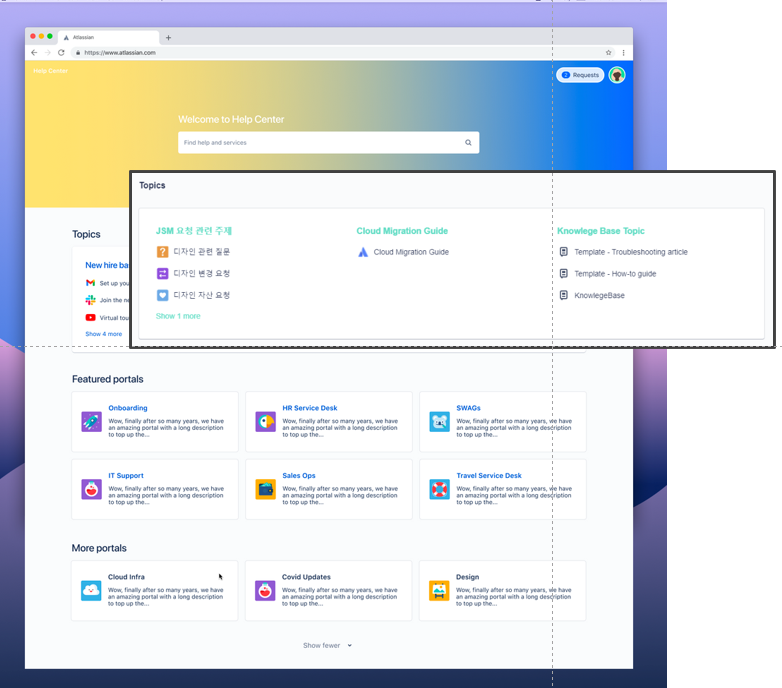 Atlassian
https://www.atlassian.com
Help Center
2 Requests
Welcome to Help Center
Find help and services
Topics
JSM 요청 관련 주제
디자인 관련 질문
디자인 변경 요청
디자인 자산 요청
Show 1 more
Cloud Migration Guide
Cloud Migration Guide
Knowlege Base Topic
Template - Troubleshooting article
Template - How-to guide
KnowlegeBase
Topics
New hire ba
Set up you
Join the ne
Virtual tou
Show 4 more
Featured portals
Onboarding
Wow, finally after so many years, we have
an amazing portal with a long description
to top up the...
HR Service Desk
Wow, finally after so many years, we have
an amazing portal with a long description
to top up the...
SWAGs
Wow, finally after so many years, we have
an amazing portal with a long description
to top up the...
IT Support
Wow, finally after so many years, we have
an amazing portal with a long description
to top up the...
Sales Ops
Wow, finally after so many years, we have
an amazing portal with a long description
to top up the...
Travel Service Desk
Wow, finally after so many years, we have
an amazing portal with a long description
to top up the...
More portals
Cloud Infra
Wow, finally after so many years, we have
an amazing portal with a long description
to top up the...
Covid Updates
Wow, finally after so many years, we have
an amazing portal with a long description
to top up the...
Design
Wow, finally after so many years, we have
an amazing portal with a long description
to top up the...
Show fewer